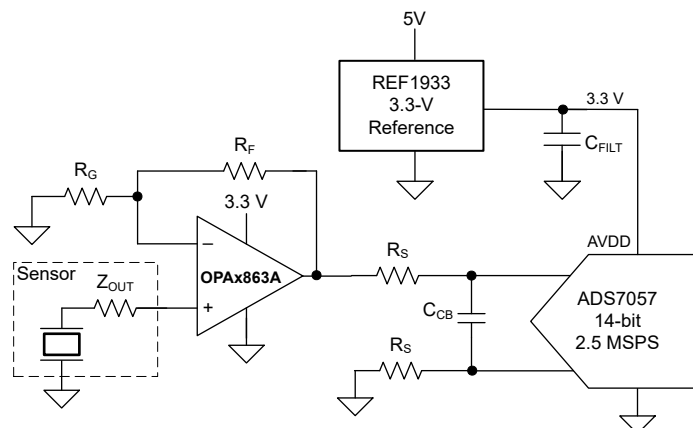 5V
REF1933
3.3-V
Reference
3.3 V
C_FILT
R_F
R_G
3.3 V
−
OPAx863A
+
Sensor
Z_OUT
R_S
C_CB
R_S
AVDD
ADS7057
14-bit
2.5 MSPS